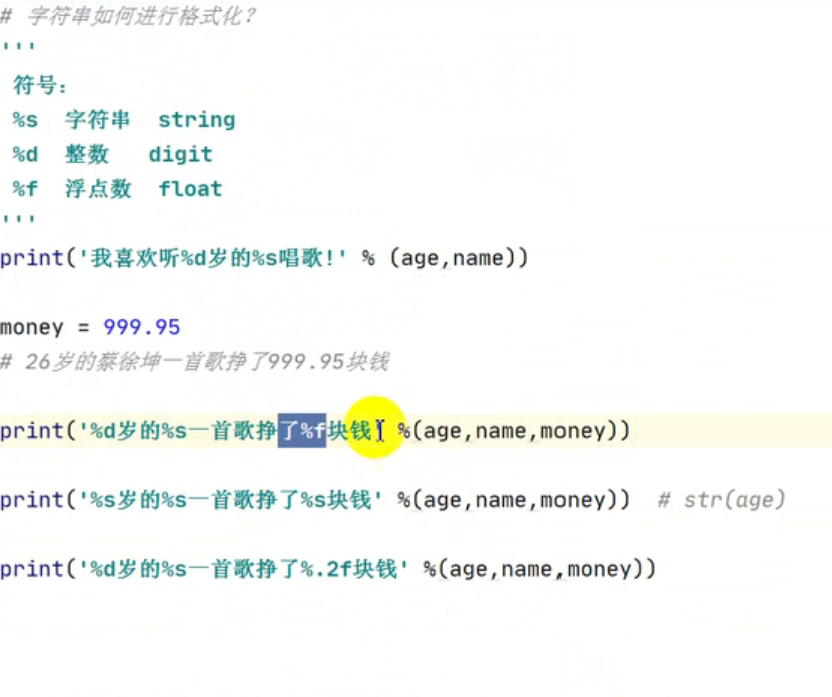 # 字符串如何进行格式化？
'''
符号:
%s 字符串 string
%d 整数 digit
%f 浮点数 float
'''
print('我喜欢听%d岁的%s唱歌!' % (age,name))
money = 999.95
# 26岁的蔡徐坤一首歌挣了999.95块钱
print('%d岁的%s一首歌挣了%f块钱' %(age,name,money))
print('%s岁的%s一首歌挣了%s块钱' %(age,name,money)) # str(age)
print('%d岁的%s一首歌挣了%.2f块钱' %(age,name,money))